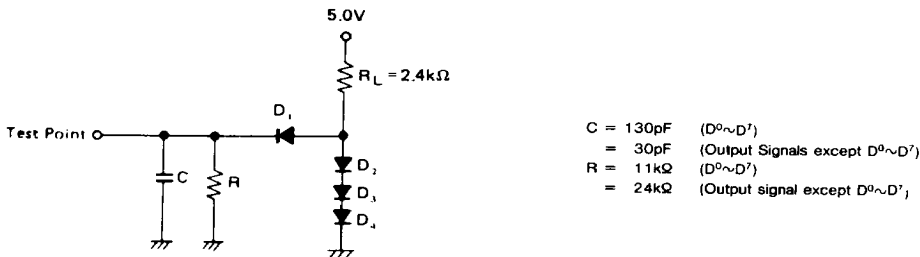 5.0V
R_L = 2.4kΩ
D₁
Test Point
C
R
D₂
D₃
D₄
C = 130pF (D⁰~D⁷)
= 30pF (Output Signals except D⁰~D⁷)
R = 11kΩ (D⁰~D⁷)
= 24kΩ (Output signal except D⁰~D⁷)